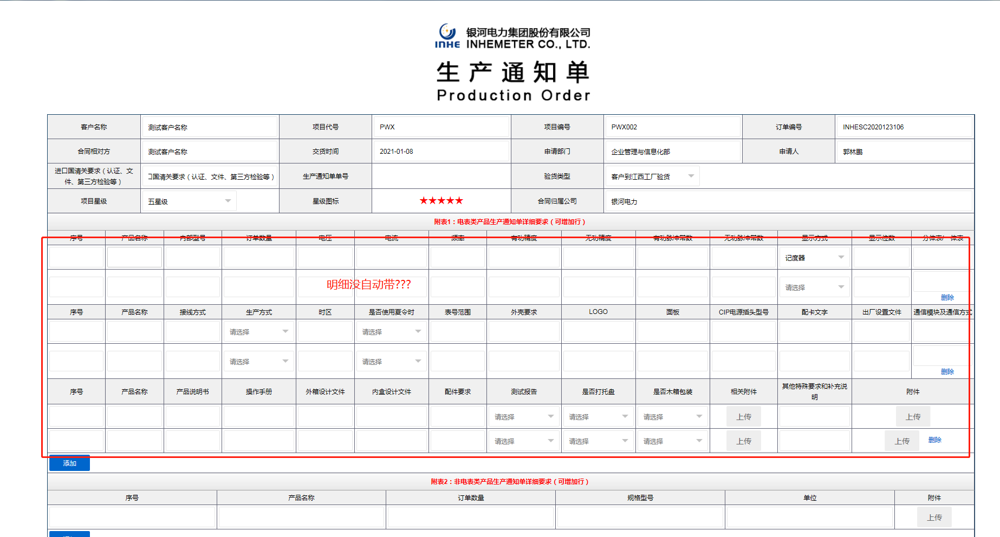 银河电力集团股份有限公司
INHE INHEMETER CO., LTD.
生产通知单
Production Order
客户名称 测试客户名称 项目代号 PWX 项目编号 PWX002 订单编号 INHESC2020123106
合同相对方 测试客户名称 交货时间 2021-01-08 申请部门 企业管理与信息化部 申请人 郭林鹏
进口国清关要求（认证、文件、第三方检验等） 口国清关要求（认证、文件、第三方检验等） 生产通知单单号 验货类型 客户到江西工厂验货
项目星级 五星级 星级图标 ★★★★★ 合同归属公司 银河电力
附表1：电表类产品生产通知单详细要求（可增加行）
序号 产品名称 内部型号 订单数量 电压 电流 频率 有功精度 无功精度 有功脉冲常数 无功脉冲常数 显示方式 显示位数 分体表/一体表
记度器
明细没自动带???
请选择
删除
序号 产品名称 接线方式 生产方式 时区 是否使用夏令时 表号范围 外壳要求 LOGO 面板 CIP电源插头型号 配卡文字 出厂设置文件 通信模块及通信方式
请选择 请选择
请选择 请选择
删除
序号 产品名称 产品说明书 操作手册 外箱设计文件 内盒设计文件 配件要求 测试报告 是否打托盘 是否木箱包装 相关附件 其他特殊要求和补充说明 附件
请选择 请选择 请选择 上传 上传
请选择 请选择 请选择 上传 上传 删除
添加
附表2：非电表类产品生产通知单详细要求（可增加行）
序号 产品名称 订单数量 规格型号 单位 附件
上传